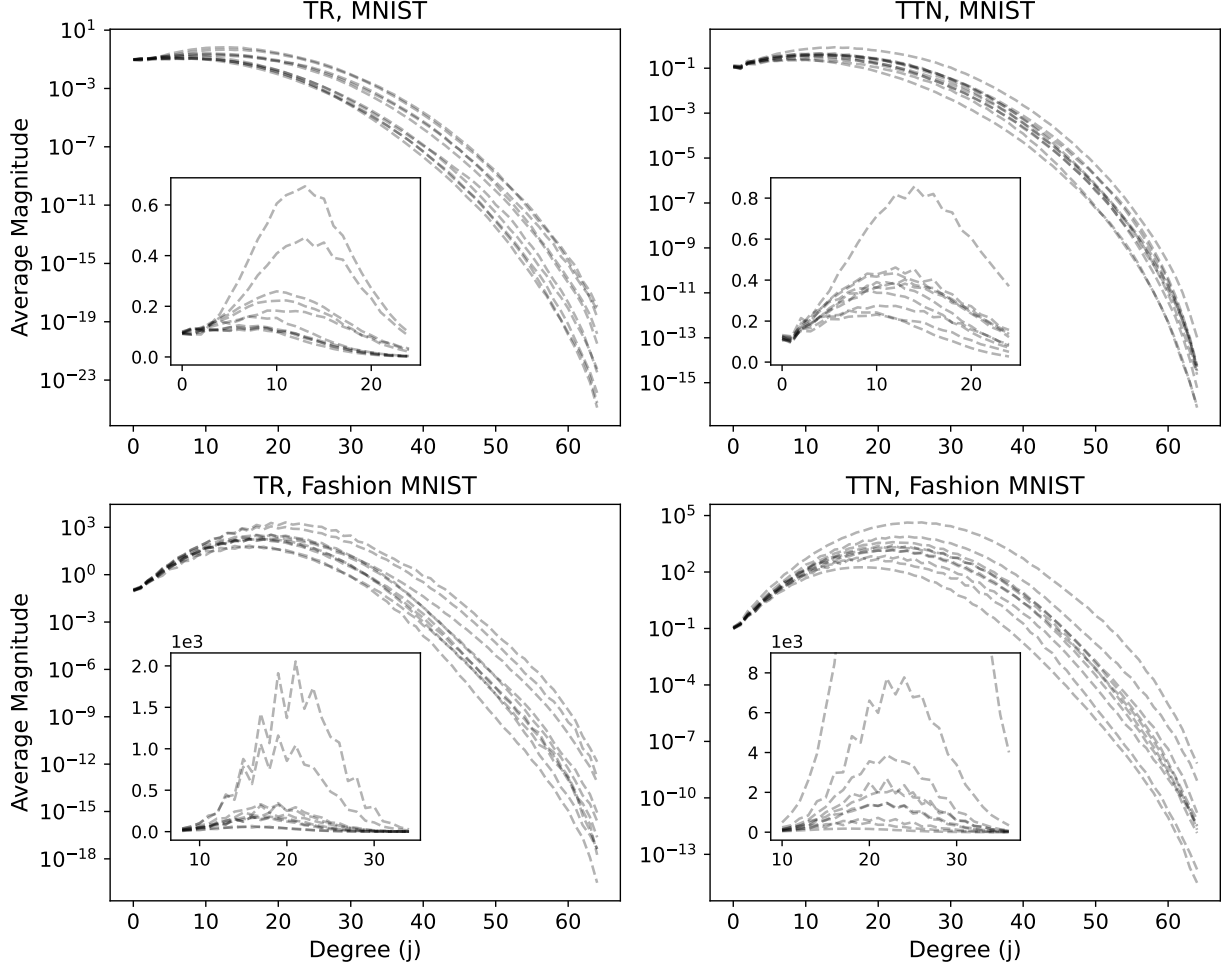 TR, MNIST
10^1
10^-3
10^-7
10^-11
10^-15
10^-19
10^-23
Average Magnitude
0.6
0.4
0.2
0.0
0 10 20
0 10 20 30 40 50 60
TTN, MNIST
10^-1
10^-3
10^-5
10^-7
10^-9
10^-11
10^-13
10^-15
0.8
0.6
0.4
0.2
0.0
0 10 20
0 10 20 30 40 50 60
TR, Fashion MNIST
10^3
10^0
10^-3
10^-6
10^-9
10^-12
10^-15
10^-18
Average Magnitude
1e3
2.0
1.5
1.0
0.5
0.0
10 20 30
0 10 20 30 40 50 60
Degree (j)
TTN, Fashion MNIST
10^5
10^2
10^-1
10^-4
10^-7
10^-10
10^-13
1e3
8
6
4
2
0
10 20 30
0 10 20 30 40 50 60
Degree (j)